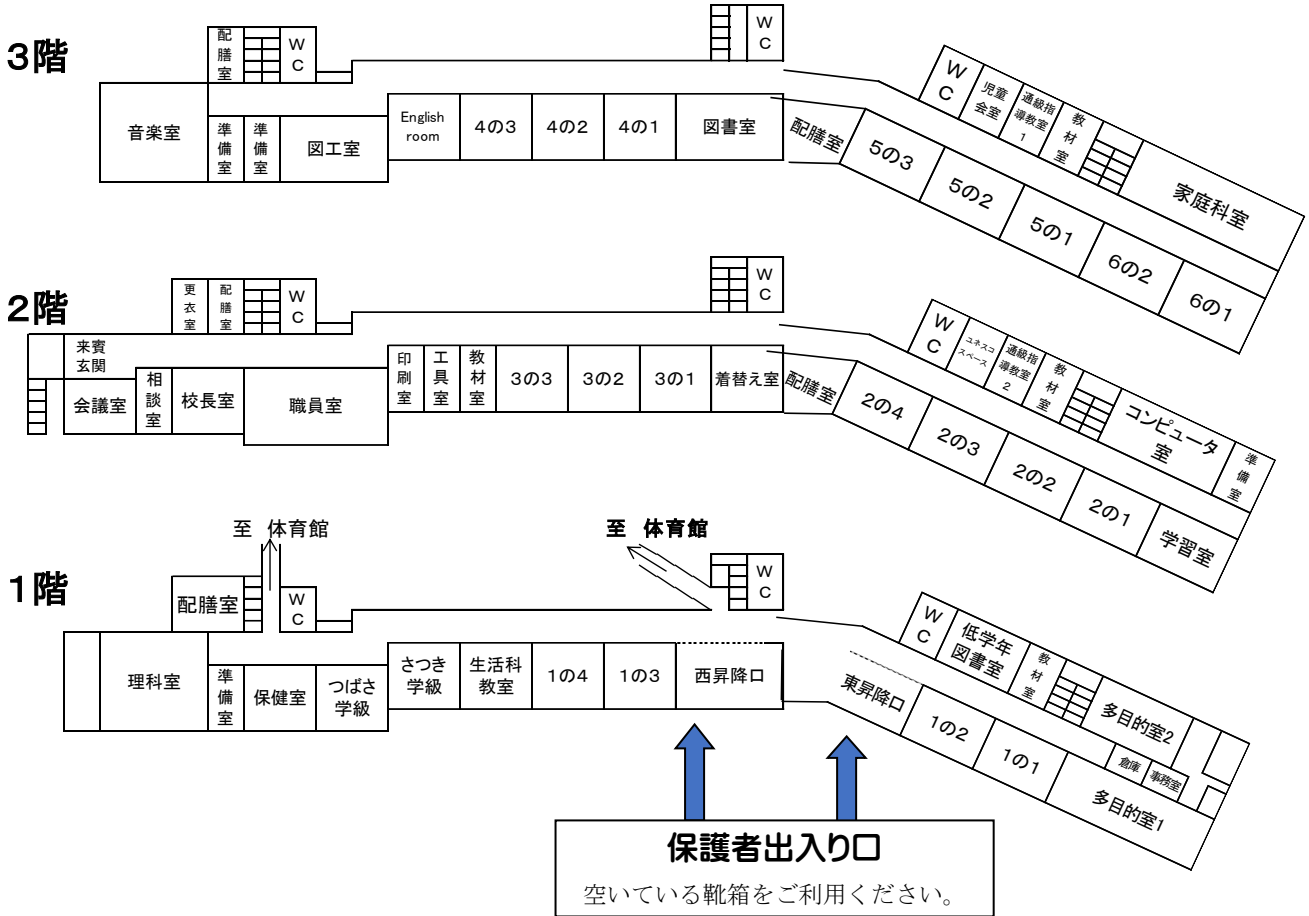 3階
配膳室
WC
WC
音楽室
準備室
準備室
図工室
English
room
4の3
4の2
4の1
図書室
配膳室
5の3
5の2
5の1
6の2
6の1
WC
児童
会室
通級指
導教室
1
教材室
家庭科室
2階
更衣室
配膳室
WC
WC
来賓
玄関
会議室
相談室
校長室
職員室
印刷室
工具室
教材室
3の3
3の2
3の1
着替え室
配膳室
2の4
2の3
2の2
2の1
学習室
WC
ユネスコ
スペース
通級指
導教室
2
教材室
コンピュータ
室
準備室
至 体育館
至 体育館
1階
配膳室
WC
WC
理科室
準備室
保健室
つばさ
学級
さつき
学級
生活科
教室
1の4
1の3
西昇降口
東昇降口
1の2
1の1
多目的室1
WC
低学年
図書室
教材室
多目的室2
倉庫
事務室
保護者出入り口
空いている靴箱をご利用ください。